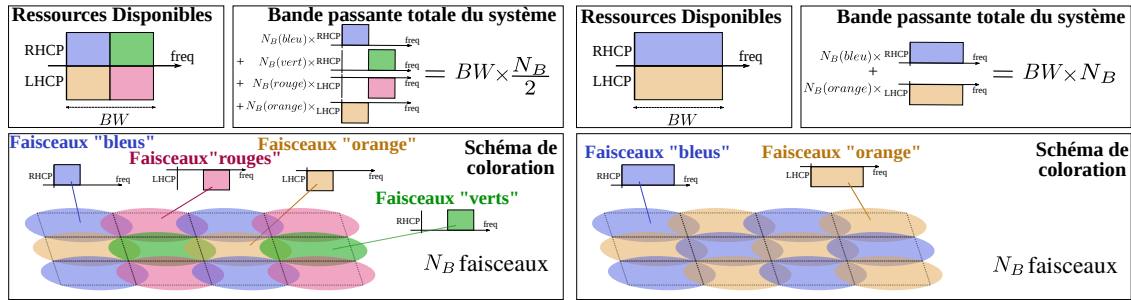 Ressources Disponibles
RHCP
LHCP
freq
BW
Bande passante totale du système
N_B(bleu)× RHCP freq
+ N_B(vert)× RHCP freq
+ N_B(rouge)× LHCP freq
+ N_B(orange)× LHCP freq
= BW × N_B/2
Faisceaux "bleus"
RHCP freq
Faisceaux"rouges"
LHCP freq
Faisceaux "orange"
LHCP freq
Faisceaux "verts"
RHCP freq
Schéma de
coloration
N_B faisceaux
Ressources Disponibles
RHCP
LHCP
freq
BW
Bande passante totale du système
N_B(bleu)× RHCP freq
+
N_B(orange)× LHCP freq
= BW × N_B
Faisceaux "bleus"
RHCP freq
Faisceaux "orange"
LHCP freq
Schéma de
coloration
N_B faisceaux